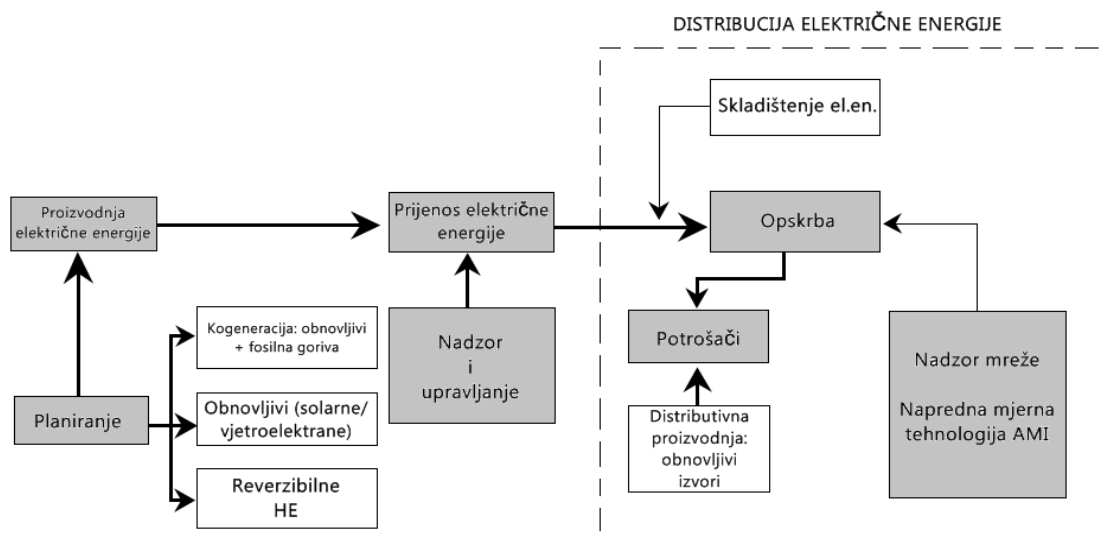 DISTRIBUCIJA ELEKTRIČNE ENERGIJE
Skladištenje el.en.
Proizvodnja
električne energije
Prijenos električne
energije
Opskrba
Kogeneracija: obnovljivi
+ fosilna goriva
Nadzor
i
upravljanje
Potrošači
Nadzor mreže
Napredna mjerna
tehnologija AMI
Planiranje
Obnovljivi (solarne/
vjetroelektrane)
Distributivna
proizvodnja:
obnovljivi
izvori
Reverzibilne
HE